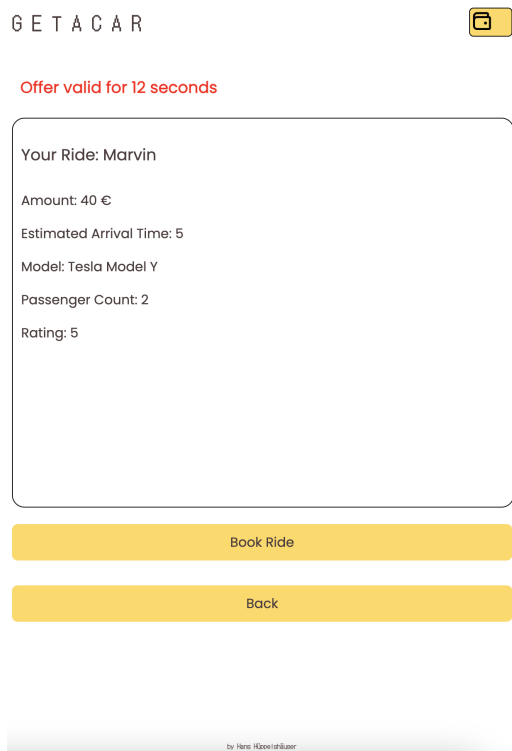 GETACAR
Offer valid for 12 seconds
Your Ride: Marvin
Amount: 40 €
Estimated Arrival Time: 5
Model: Tesla Model Y
Passenger Count: 2
Rating: 5
Book Ride
Back
by Hans Hüppelshäuser